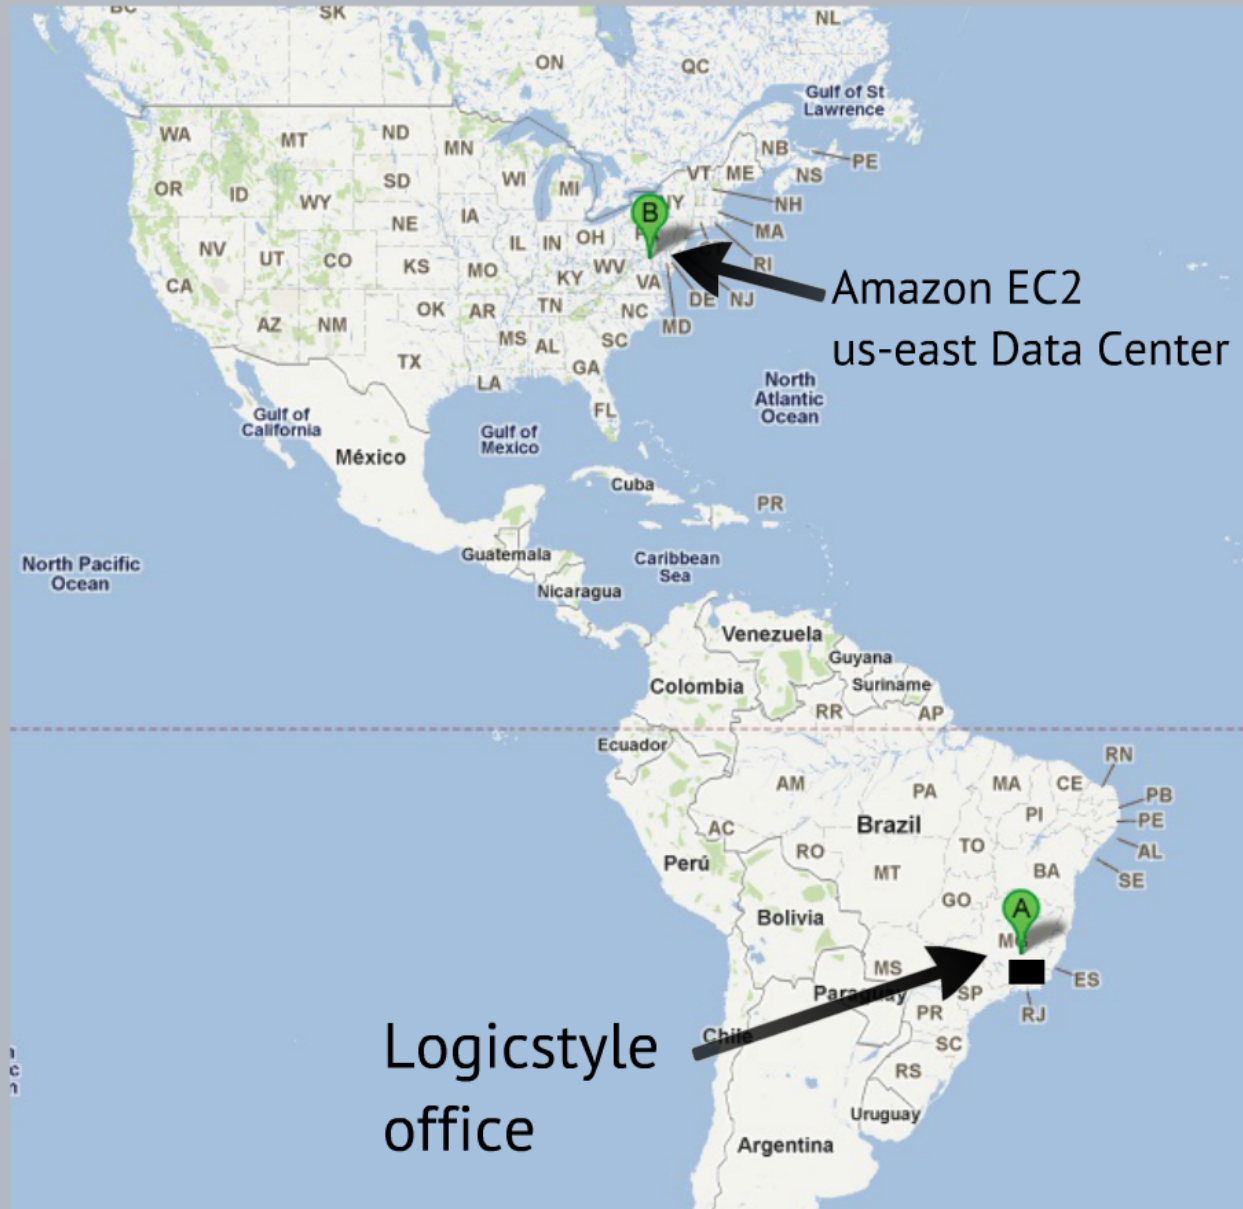 BC
SK
NL
ON
QC
Gulf of St
Lawrence
WA
MT
ND
MN
NB
PE
OR
ID
SD
WI
MI
VT
ME
NS
WY
NY
NH
B
NE
IA
MA
NV
UT
CO
IL
IN
OH
RI
CA
KS
MO
KY
WV
VA
DE
NJ
Amazon EC2
us-east Data Center
AZ
NM
OK
AR
TN
NC
MD
MS
AL
SC
TX
GA
LA
FL
North
Atlantic
Ocean
Gulf of
California
Gulf of
Mexico
México
Cuba
PR
Guatemala
Caribbean
Sea
North Pacific
Ocean
Nicaragua
Venezuela
Guyana
Colombia
Suriname
RR
AP
Ecuador
RN
AM
PA
MA
CE
PB
PI
PE
AC
Brazil
TO
AL
Perú
RO
MT
BA
SE
GO
A
Bolivia
MG
MS
ES
Paraguay
SP
PR
RJ
Chile
SC
Logicstyle
office
RS
Uruguay
Argentina